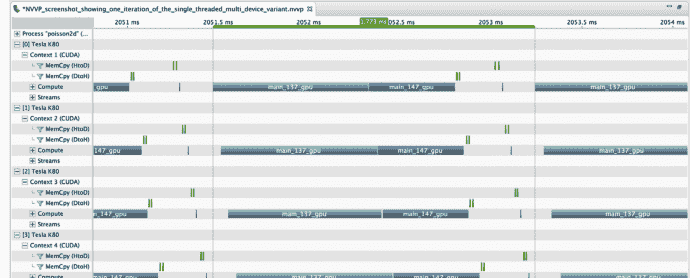 *NVVP_screenshot_showing_one_iteration_of_the_single_threaded_multi_device_variant.nvvp
2051 ms 2051.5 ms 2052 ms 1.773 ms 2052.5 ms 2053 ms 2053.5 ms 2054 ms
Process "poisson2d" (...
[0] Tesla K80
Context 1 (CUDA)
MemCpy (HtoD)
MemCpy (DtoH)
Compute gpu main_137_gpu main_147_gpu main_137_gpu
Streams
[1] Tesla K80
Context 2 (CUDA)
MemCpy (HtoD)
MemCpy (DtoH)
Compute 147_gpu main_137_gpu main_147_gpu main_137_gpu
Streams
[2] Tesla K80
Context 3 (CUDA)
MemCpy (HtoD)
MemCpy (DtoH)
Compute n_147_gpu main_137_gpu main_147_gpu main_137_gpu
Streams
[3] Tesla K80
Context 4 (CUDA)
MemCpy (HtoD)
MemCpy (DtoH)
Compute main_137_gpu main_147_gpu